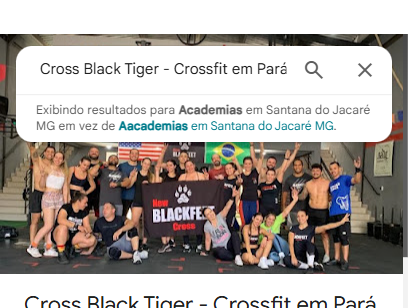 Cross Black Tiger - Crossfit em Pará
Exibindo resultados para Academias em Santana do Jacaré
MG em vez de Aacademias em Santana do Jacaré MG.
New
BLACKFEET
Cross
Cross Black Tiger - Crossfit em Pará